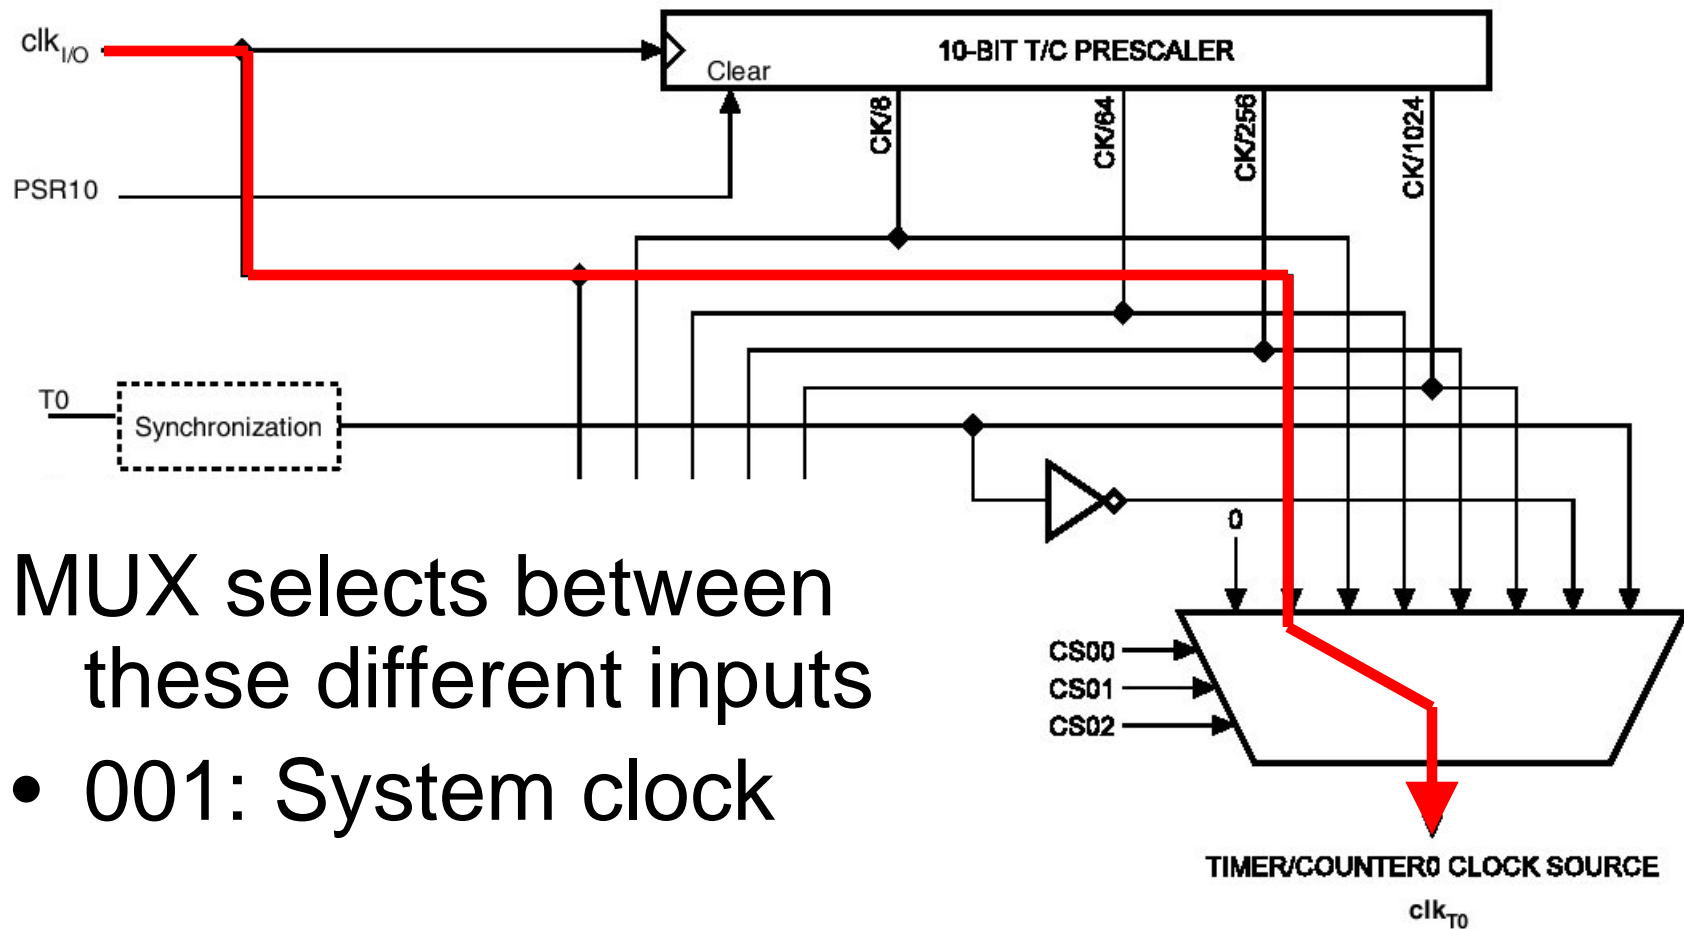 clkI/O
10-BIT T/C PRESCALER
Clear
CK/8
CK/64
CK/256
CK/1024
PSR10
T0
Synchronization
0
MUX selects between
these different inputs
• 001: System clock
CS00
CS01
CS02
TIMER/COUNTER0 CLOCK SOURCE
clkT0